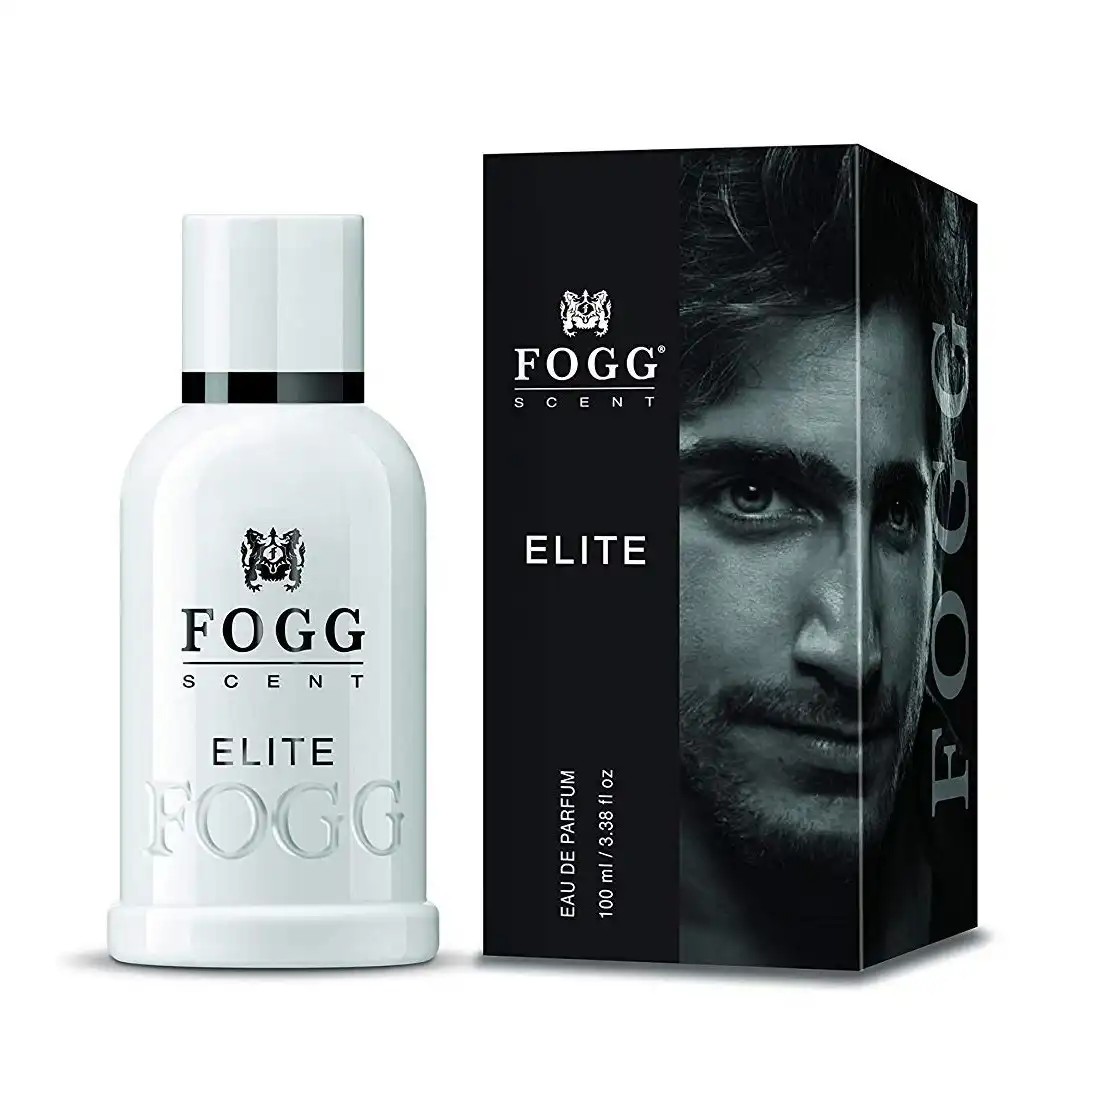 FOGG
SCENT
ELITE
FOGG
FOGG®
SCENT
ELITE
EAU DE PARFUM
100 ml / 3.38 fl oz
FOGG